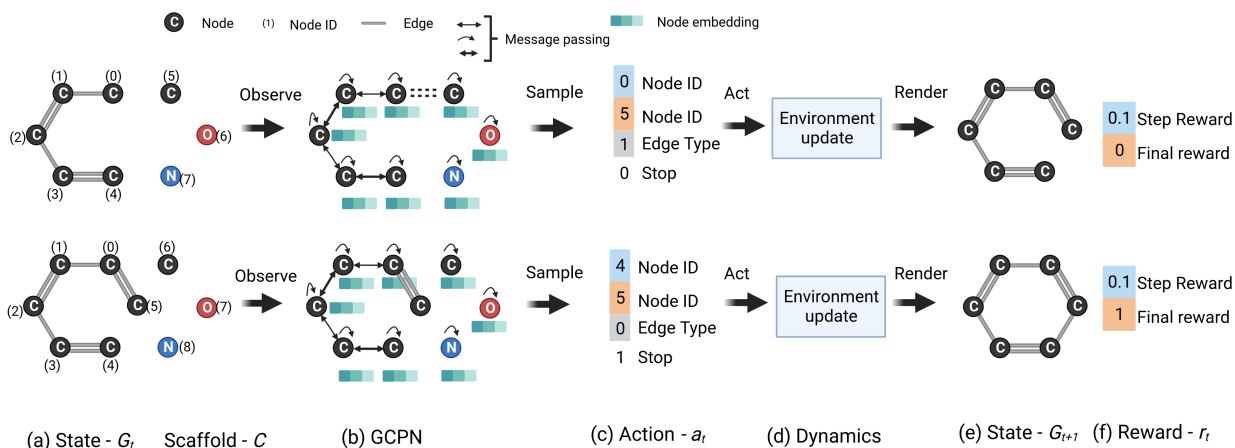 C Node (1) Node ID Edge Message passing Node embedding
(1) (0) (5)
C C C
(2) C O (6)
C C N (7)
(3) (4)
Observe
C C C
C O
C C N
Sample
0 Node ID
5 Node ID
1 Edge Type
0 Stop
Act
Environment
update
Render
C C
C C
C C
0.1 Step Reward
0 Final reward
(1) (0) (6)
C C C
(2) C C (5) O (7)
C C N (8)
(3) (4)
Observe
C C C
C C O
C C N
Sample
4 Node ID
5 Node ID
0 Edge Type
1 Stop
Act
Environment
update
Render
C C
C C
C C
0.1 Step Reward
1 Final reward
(a) State - Gt Scaffold - C (b) GCPN (c) Action - at (d) Dynamics (e) State - Gt+1 (f) Reward - rt